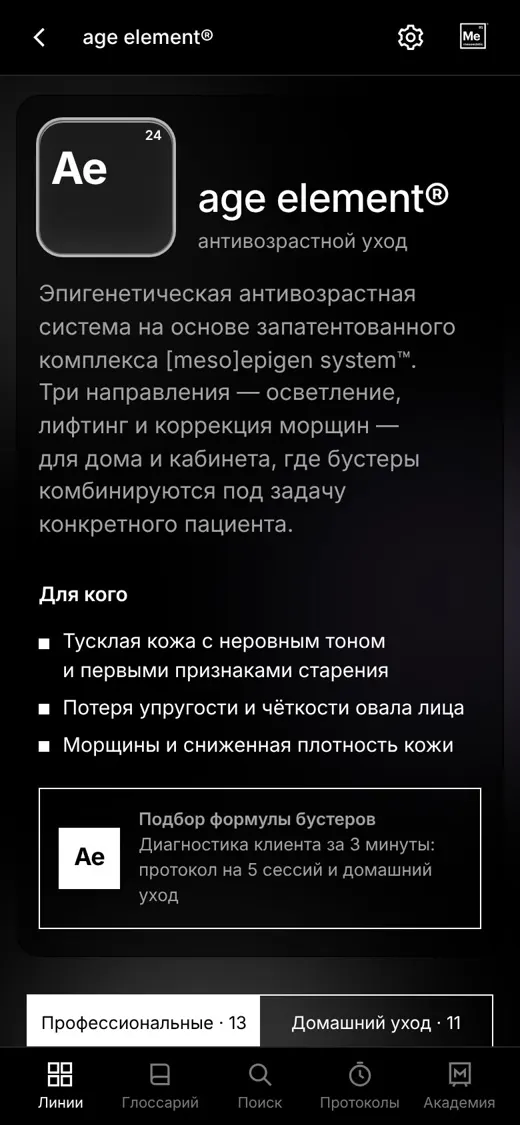 age element®
Me
24
Ae
age element®
антивозрастной уход
Эпигенетическая антивозрастная
система на основе запатентованного
комплекса [meso]epigen system™.
Три направления — осветление,
лифтинг и коррекция морщин —
для дома и кабинета, где бустеры
комбинируются под задачу
конкретного пациента.
Для кого
Тусклая кожа с неровным тоном
и первыми признаками старения
Потеря упругости и чёткости овала лица
Морщины и сниженная плотность кожи
Ae
Подбор формулы бустеров
Диагностика клиента за 3 минуты:
протокол на 5 сессий и домашний
уход
Профессиональные · 13
Домашний уход · 11
Линии
Глоссарий
Поиск
Протоколы
Академия